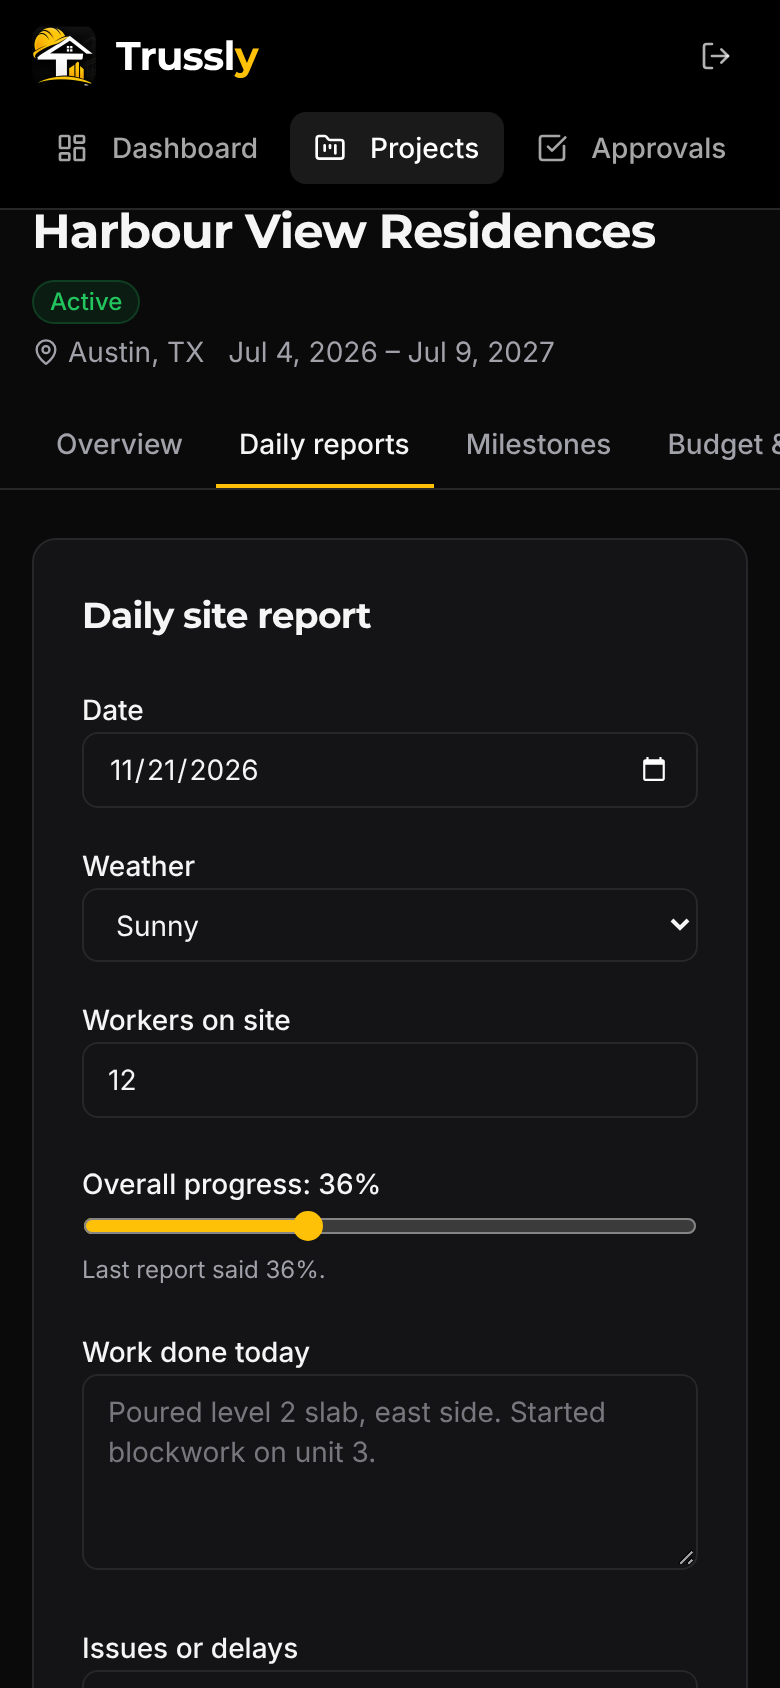 Trussly
Dashboard
Projects
Approvals
Harbour View Residences
Active
Austin, TX Jul 4, 2026 – Jul 9, 2027
Overview
Daily reports
Milestones
Budget &
Daily site report
Date
11/21/2026
Weather
Sunny
Workers on site
12
Overall progress: 36%
Last report said 36%.
Work done today
Poured level 2 slab, east side. Started
blockwork on unit 3.
Issues or delays